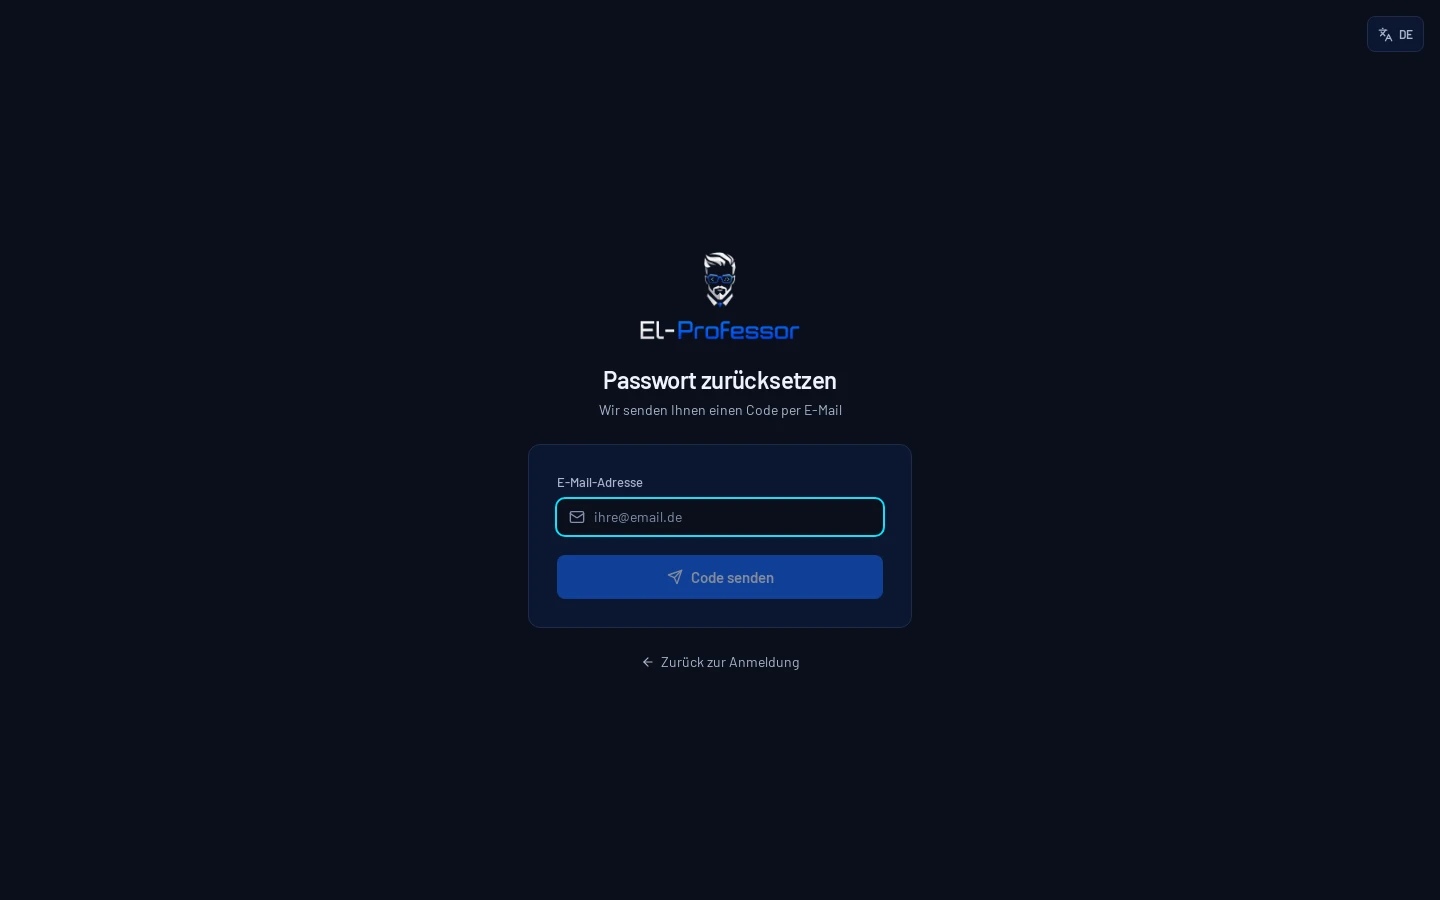 DE
El-Professor
Passwort zurücksetzen
Wir senden Ihnen einen Code per E-Mail
E-Mail-Adresse
ihre@email.de
Code senden
Zurück zur Anmeldung